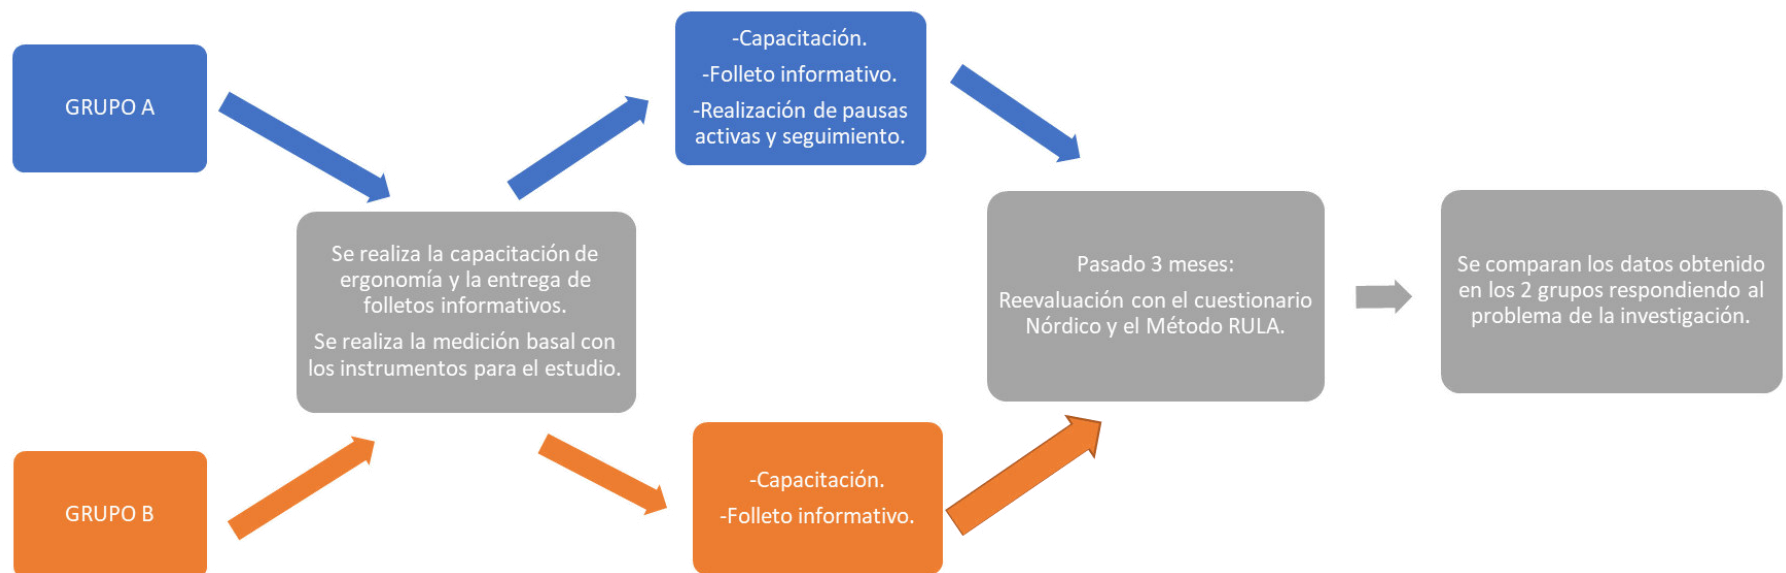 GRUPO A
GRUPO B
Se realiza la capacitación de
ergonomía y la entrega de
folletos informativos.
Se realiza la medición basal con
los instrumentos para el estudio.
-Capacitación.
-Folleto informativo.
-Realización de pausas
activas y seguimiento.
-Capacitación.
-Folleto informativo.
Pasado 3 meses:
Reevaluación con el cuestionario
Nórdico y el Método RULA.
Se comparan los datos obtenido
en los 2 grupos respondiendo al
problema de la investigación.